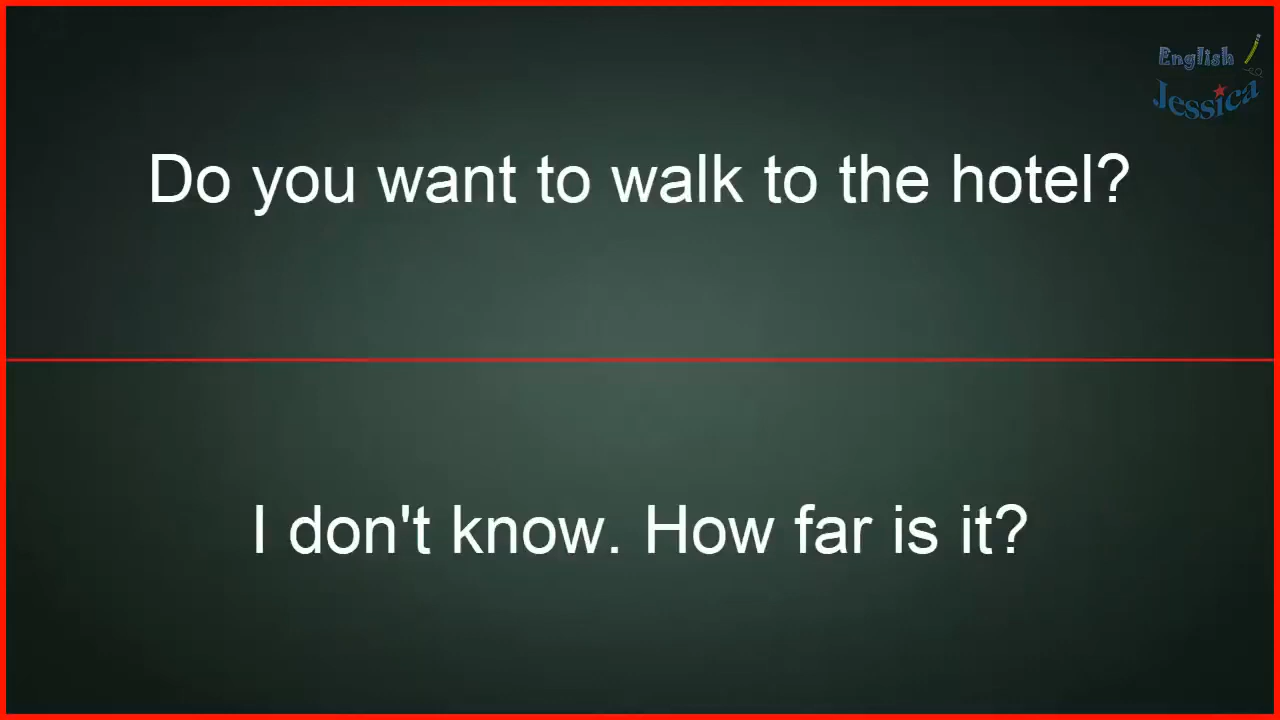 English
Jessica
Do you want to walk to the hotel?
I don't know. How far is it?